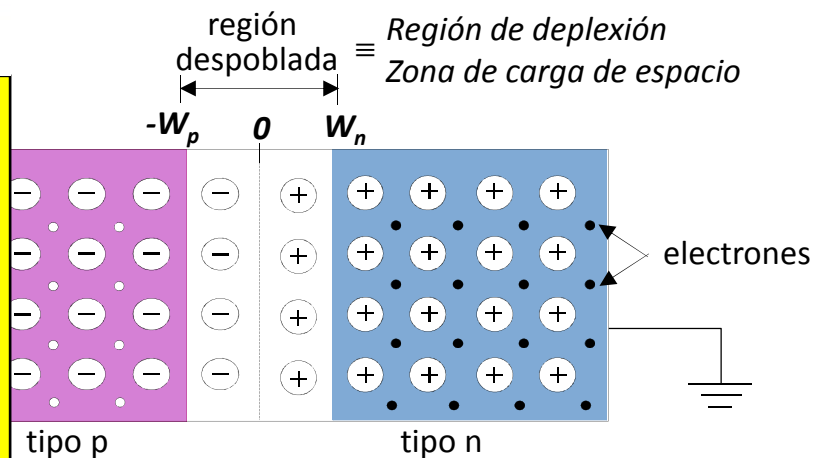 región
despoblada
≡ Región de deplexión
Zona de carga de espacio
-Wp 0 Wn
electrones
tipo p tipo n